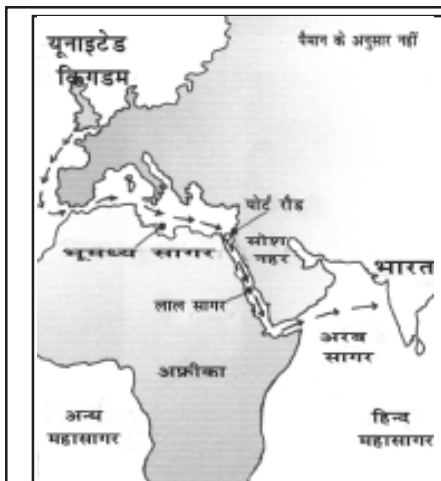 यूनाइटेड
किंगडम
पैमान के अनुसार नहीं
पोर्ट सैड
नहर
भूमध्य सागर
भारत
लाल सागर
अरब
सागर
अफ्रीका
अन्ध
महासागर
हिन्द
महासागर